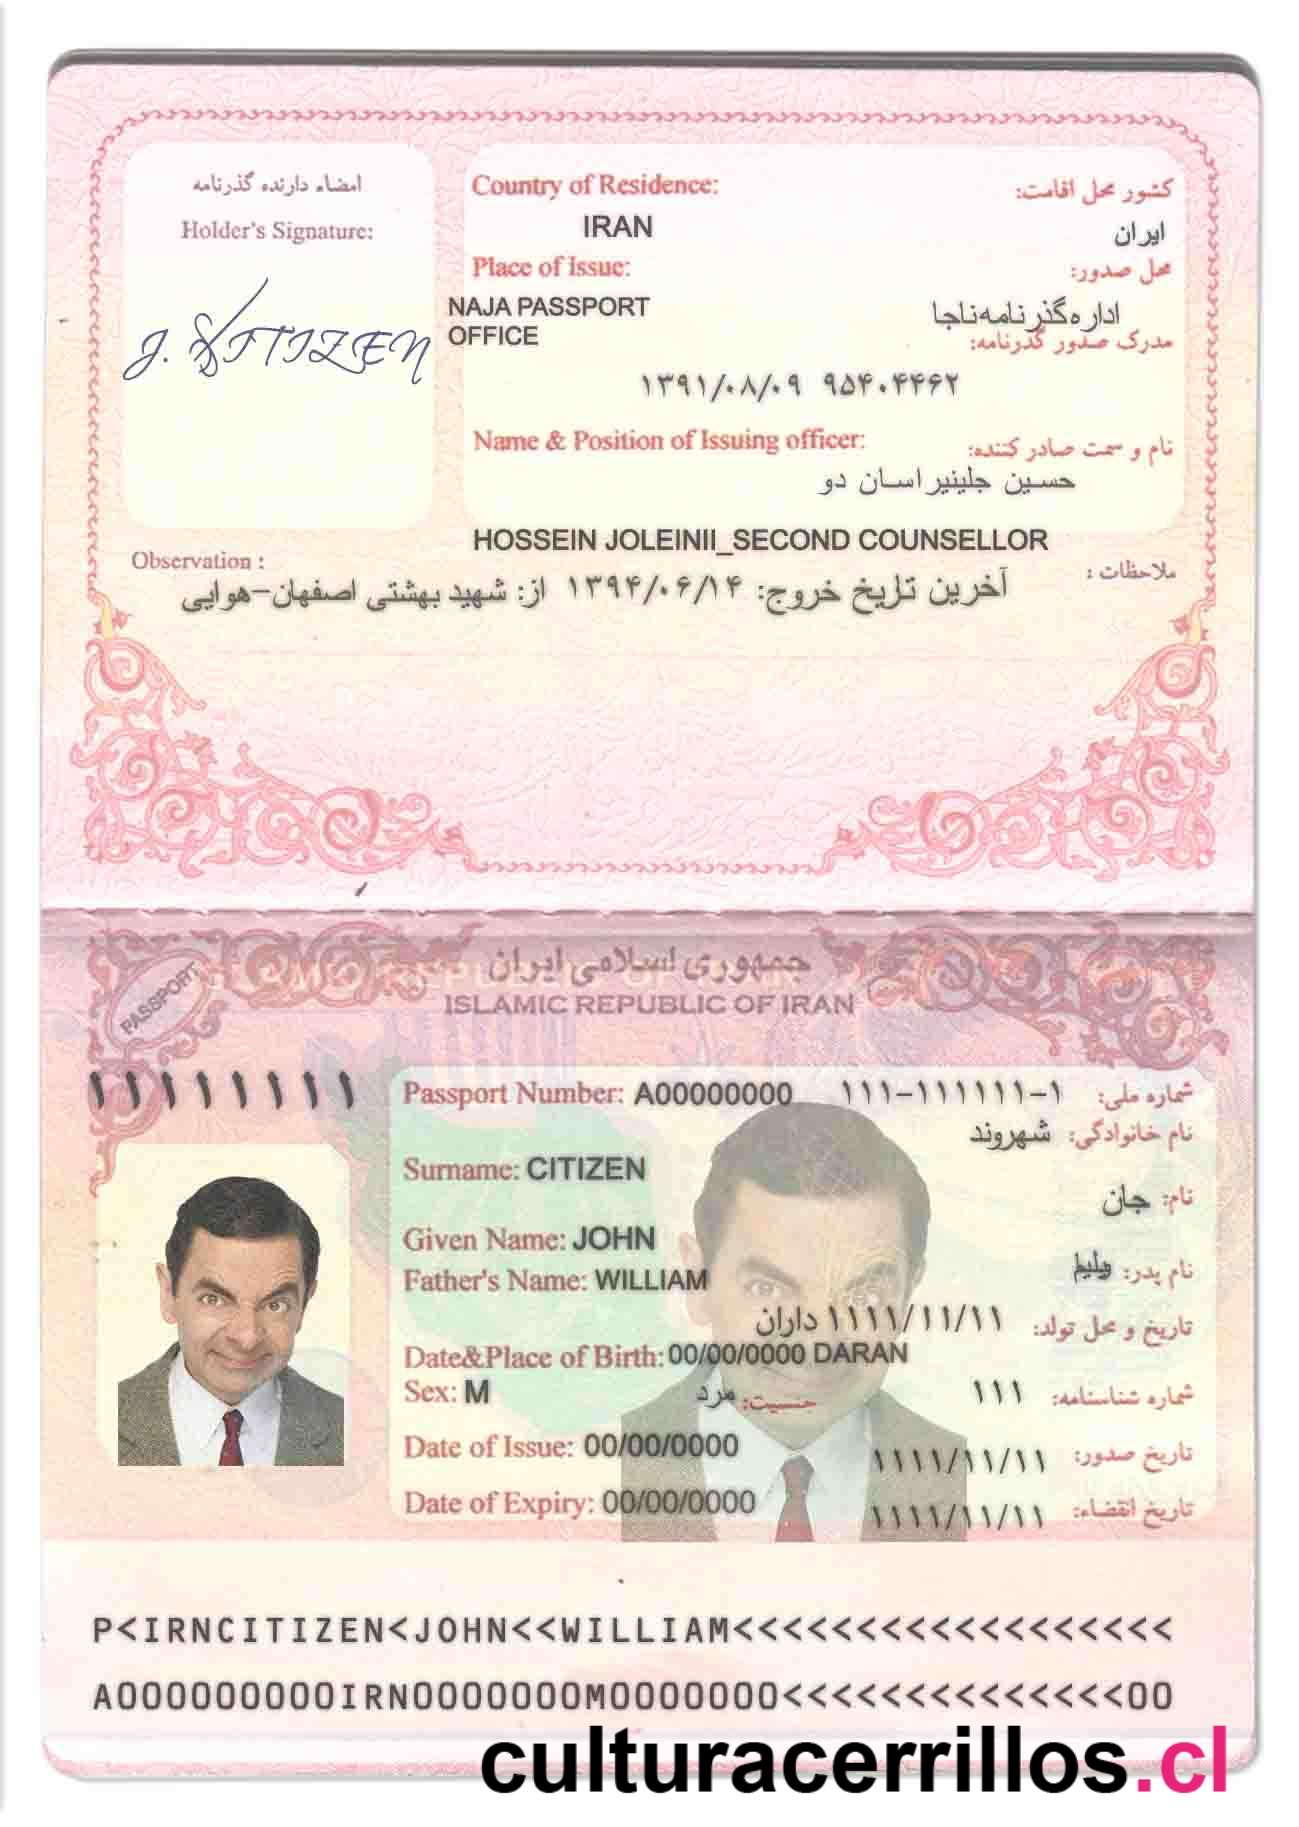 امضاء دارنده گذرنامه
Holder's Signature:
J. CITIZEN
Country of Residence: کشور محل اقامت:
IRAN ایران
Place of Issue: محل صدور:
NAJA PASSPORT OFFICE اداره‌گذرنامه‌ناجا
مدرک صدور گذرنامه:
۱۳۹۱/۰۸/۰۹ ۹۵۴۰۴۴۶۲
Name & Position of Issuing officer: نام و سمت صادر کننده:
حسین جلینیراسان دو
HOSSEIN JOLEINII_SECOND COUNSELLOR
Observation : ملاحظات :
آخرین تاریخ خروج: ۱۳۹۴/۰۶/۱۴ از: شهید بهشتی اصفهان-هوایی
جمهوری اسلامی ایران
ISLAMIC REPUBLIC OF IRAN
PASSPORT
۱۱۱۱۱۱۱۱
Passport Number: A00000000 شماره ملی: ۱۱۱-۱۱۱۱۱۱-۱
نام خانوادگی: شهروند
Surname: CITIZEN
نام: جان
Given Name: JOHN
Father's Name: WILLIAM نام پدر:
تاریخ و محل تولد: ۱۱۱۱/۱۱/۱۱ داران
Date&Place of Birth: 00/00/0000 DARAN
Sex: M جنسیت: مرد شماره شناسنامه: ۱۱۱
Date of Issue: 00/00/0000 تاریخ صدور: ۱۱۱۱/۱۱/۱۱
Date of Expiry: 00/00/0000 تاریخ انقضاء: ۱۱۱۱/۱۱/۱۱
P<IRNCITIZEN<JOHN<<WILLIAM<<<<<<<<<<<<<<<<<<
A000000000IRN0000000M0000000<<<<<<<<<<<<<<00
culturacerrillos.cl